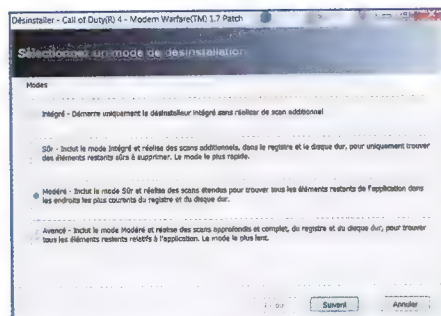 Désinstaller - Call of Duty(R) 4 - Modern Warfare(TM) 1.7 Patch
Sélectionnez un mode de désinstallation
Modes
Intégré - Démarre uniquement le désinstalleur intégré sans réaliser de scan additionnel
Sûr - Inclut le mode Intégré et réalise des scans additionnels, dans le registre et le disque dur, pour uniquement trouver
des éléments restants sûrs à supprimer. Le mode le plus rapide.
Modéré - Inclut le mode Sûr et réalise des scans étendus pour trouver tous les éléments restants de l'application dans
les endroits les plus courants du registre et du disque dur.
Avancé - Inclut le mode Modéré et réalise des scans approfondis et complet, du registre et du disque dur, pour trouver
tous les éléments restants relatifs à l'application. Le mode le plus lent.
Suivant Annuler